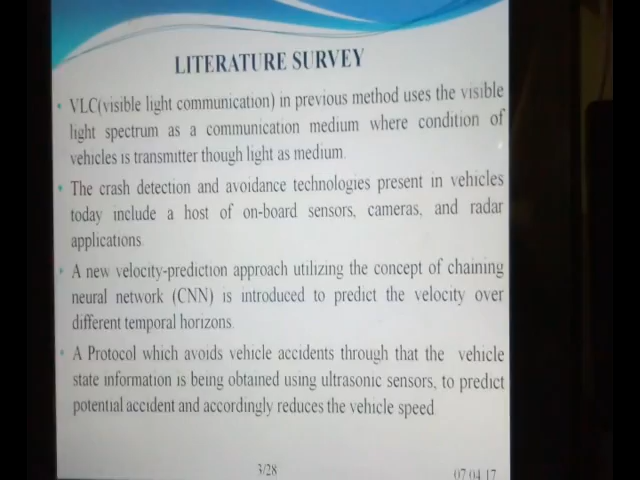 LITERATURE SURVEY
• VLC(visible light communication) in previous method uses the visible
light spectrum as a communication medium where condition of
vehicles is transmitter though light as medium.
• The crash detection and avoidance technologies present in vehicles
today include a host of on-board sensors, cameras, and radar
applications.
• A new velocity-prediction approach utilizing the concept of chaining
neural network (CNN) is introduced to predict the velocity over
different temporal horizons.
• A Protocol which avoids vehicle accidents through that the vehicle
state information is being obtained using ultrasonic sensors, to predict
potential accident and accordingly reduces the vehicle speed
3/28
07.04.17